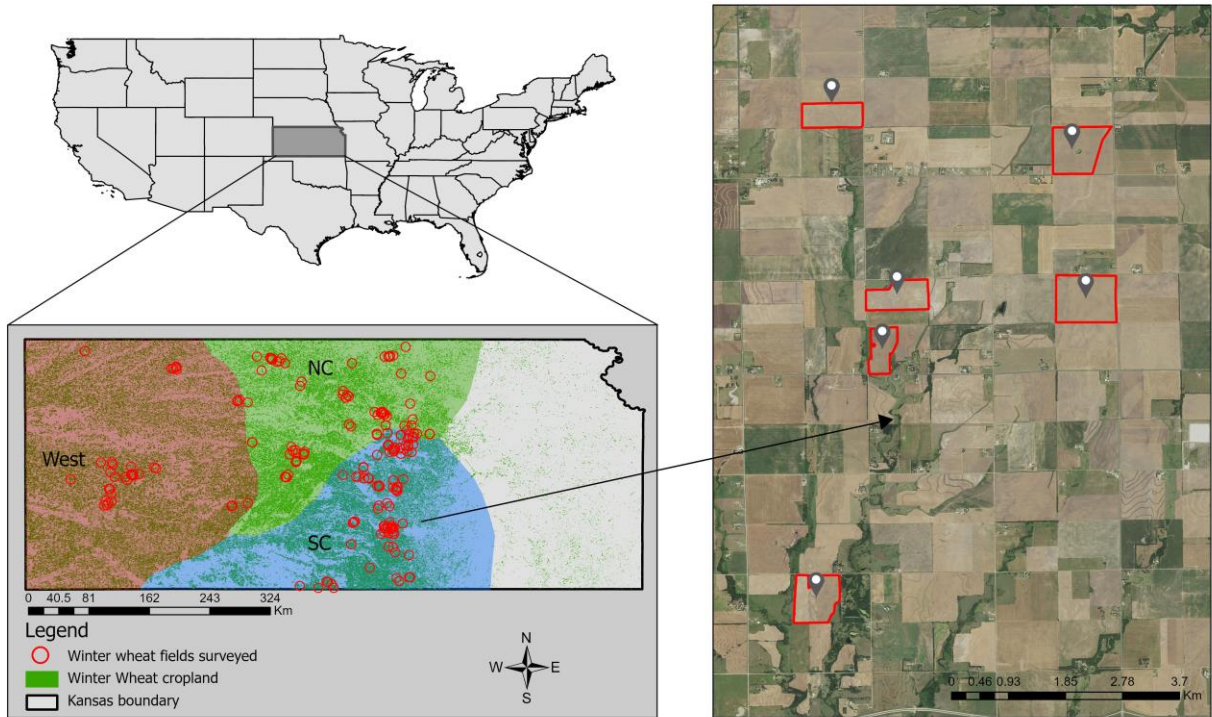 NC
West
SC
0 40.5 81 162 243 324
Km
Legend
Winter wheat fields surveyed
Winter Wheat cropland
Kansas boundary
N
W E
S
0 0.46 0.93 1.85 2.78 3.7
Km